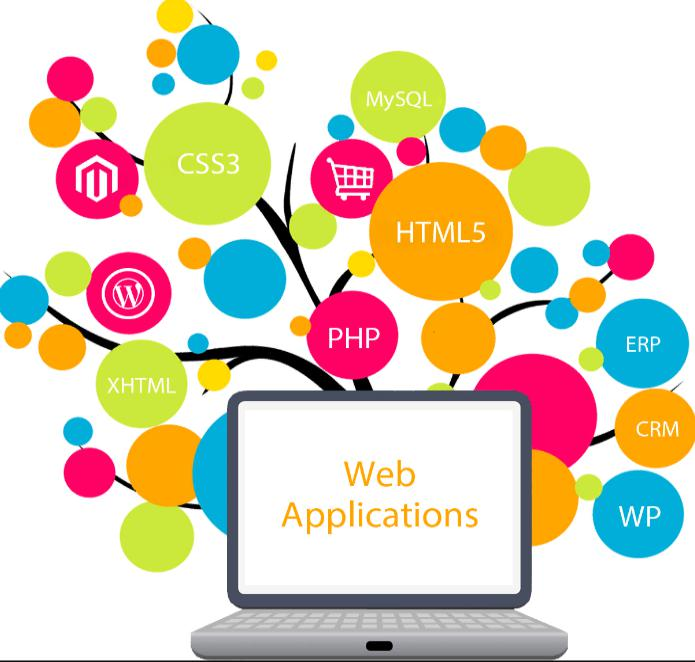 MySQL
CSS3
HTML5
PHP
ERP
XHTML
CRM
Web
Applications
WP